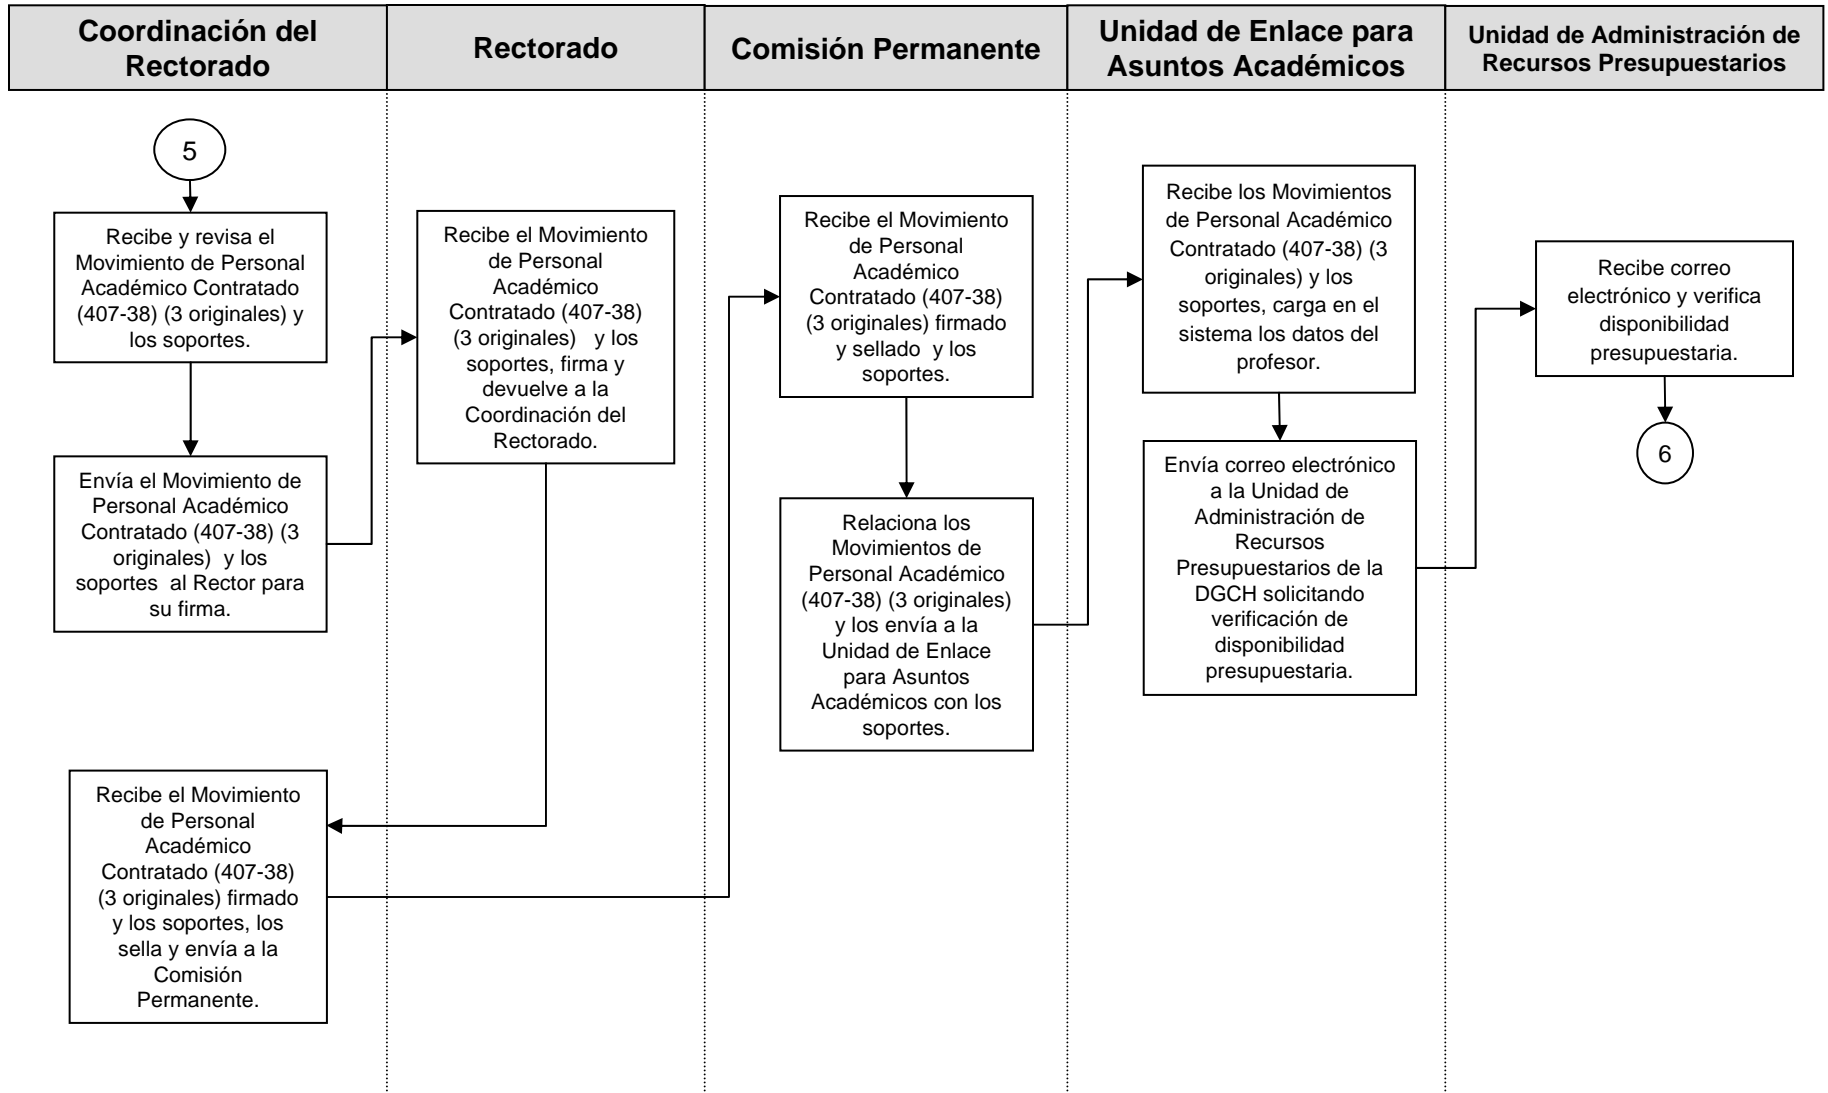 Coordinación del
Rectorado
Rectorado
Comisión Permanente
Unidad de Enlace para
Asuntos Académicos
Unidad de Administración de
Recursos Presupuestarios
5
Recibe y revisa el
Movimiento de Personal
Académico Contratado
(407-38) (3 originales) y
los soportes.
Envía el Movimiento de
Personal Académico
Contratado (407-38) (3
originales) y los
soportes al Rector para
su firma.
Recibe el Movimiento
de Personal
Académico
Contratado (407-38)
(3 originales) firmado
y los soportes, los
sella y envía a la
Comisión
Permanente.
Recibe el Movimiento
de Personal
Académico
Contratado (407-38)
(3 originales) y los
soportes, firma y
devuelve a la
Coordinación del
Rectorado.
Recibe el Movimiento
de Personal
Académico
Contratado (407-38)
(3 originales) firmado
y sellado y los
soportes.
Relaciona los
Movimientos de
Personal Académico
(407-38) (3 originales)
y los envía a la
Unidad de Enlace
para Asuntos
Académicos con los
soportes.
Recibe los Movimientos
de Personal Académico
Contratado (407-38) (3
originales) y los
soportes, carga en el
sistema los datos del
profesor.
Envía correo electrónico
a la Unidad de
Administración de
Recursos
Presupuestarios de la
DGCH solicitando
verificación de
disponibilidad
presupuestaria.
Recibe correo
electrónico y verifica
disponibilidad
presupuestaria.
6